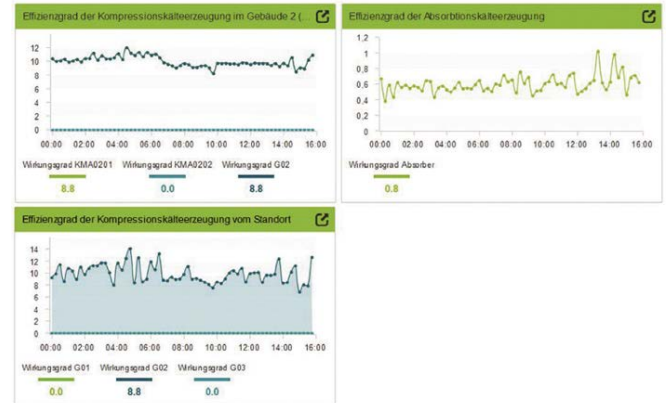 Effizienzgrad der Kompressionskälteerzeugung im Gebäude 2 (...
12
10
8
6
4
2
0
00:00 02:00 04:00 06:00 08:00 10:00 12:00 14:00 16:00
Wirkungsgrad KMA0201 Wirkungsgrad KMA0202 Wirkungsgrad G02
8.8 0.0 8.8
Effizienzgrad der Absorbtionskälteerzeugung
1,2
1
0,8
0,6
0,4
0,2
0
00:00 02:00 04:00 06:00 08:00 10:00 12:00 14:00 16:00
Wirkungsgrad Absorber
0.8
Effizienzgrad der Kompressionskälteerzeugung vom Standort
14
12
10
8
6
4
2
0
00:00 02:00 04:00 06:00 08:00 10:00 12:00 14:00 16:00
Wirkungsgrad G01 Wirkungsgrad G02 Wirkungsgrad G03
0.0 8.8 0.0